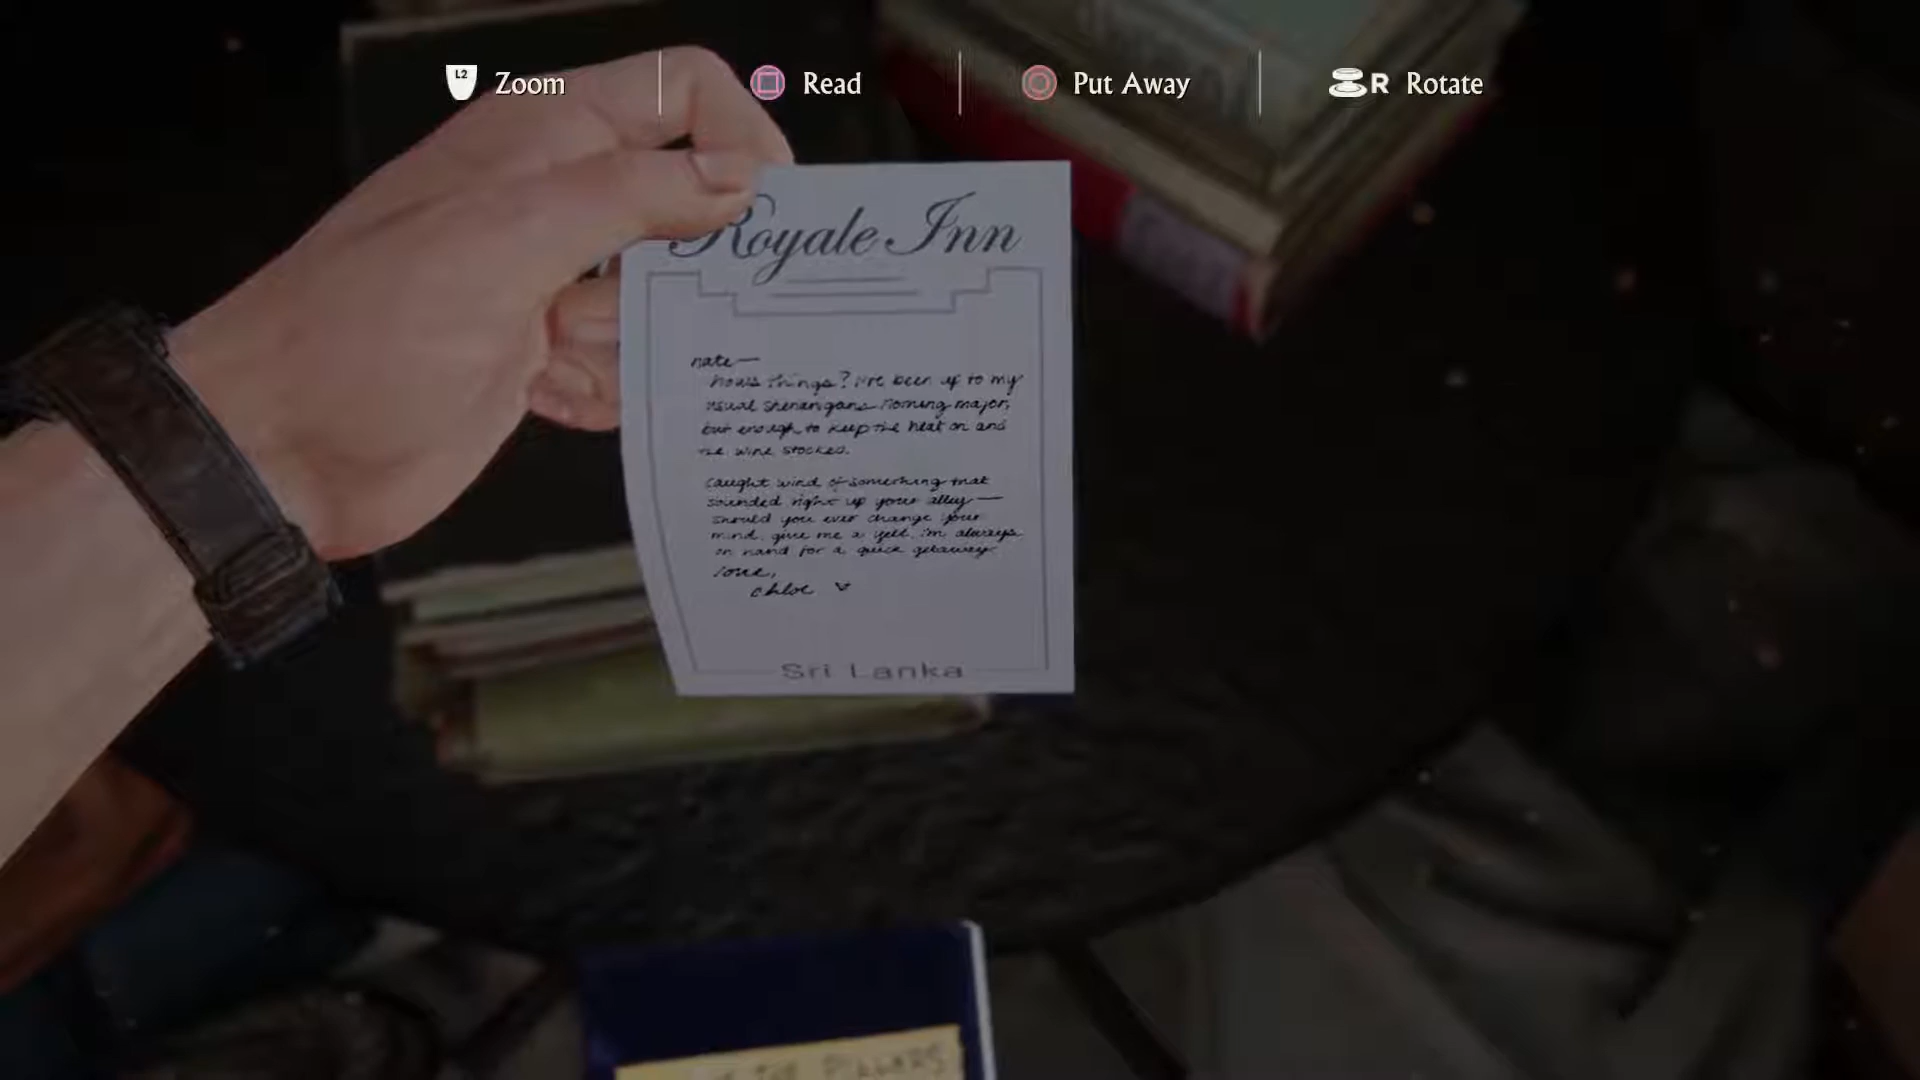 L2 Zoom
Read
Put Away
R Rotate
Royale Inn
nate—
hows things? I've been up to my
usual shenanigans. Nothing major,
but enough to keep the heat on and
the wine stocked.
Caught wind of something that
sounded right up your alley—
should you ever change your
mind, give me a yell. i'm always
on hand for a quick getaway.
love,
chloe
Sri Lanka
PILLARS